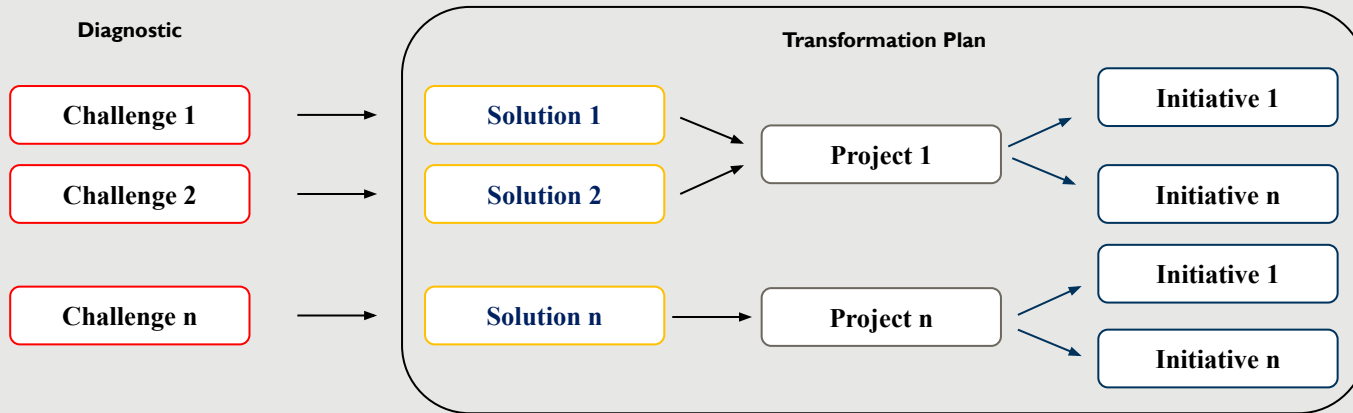 Diagnostic
Transformation Plan
Challenge 1
Solution 1
Project 1
Initiative 1
Challenge 2
Solution 2
Initiative n
Challenge n
Solution n
Project n
Initiative 1
Initiative n